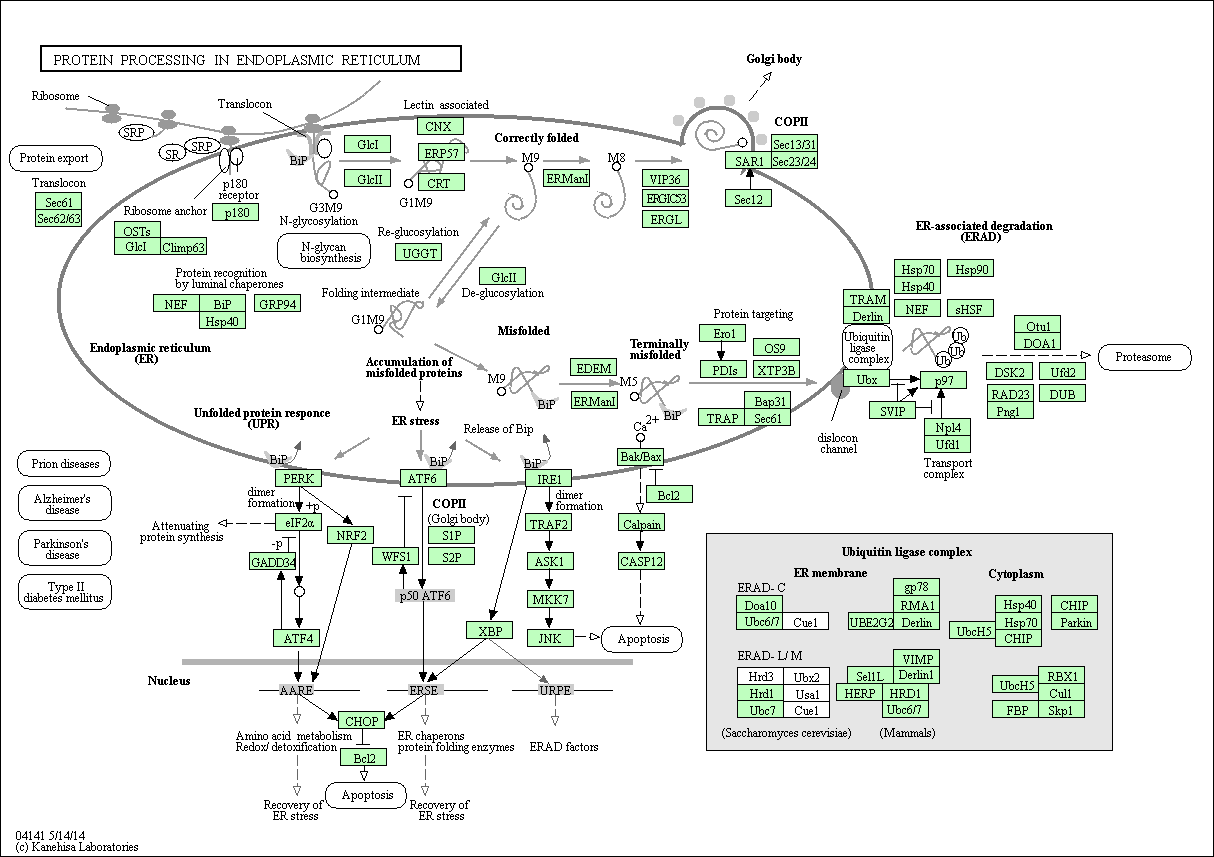 PROTEIN PROCESSING IN ENDOPLASMIC RETICULUM
Golgi body
Ribosome
Translocon
Lectin associated
SRP
SR
SRP
Protein export
Translocon
Sec61
Sec62/63
p180
receptor
Ribosome anchor
p180
OSTs
GlcI
Climp63
BiP
G3M9
N-glycosylation
N-glycan
biosynthesis
GlcI
GlcII
CNX
ERP57
CRT
G1M9
Correctly folded
M9
ERManI
M8
VIP36
ERGIC53
ERGL
COPII
Sec13/31
SAR1
Sec23/24
Sec12
Re-glucosylation
UGGT
GlcII
De-glucosylation
Protein recognition
by luminal chaperones
NEF
BiP
GRP94
Hsp40
Folding intermediate
G1M9
Endoplasmic reticulum
(ER)
Misfolded
Accumulation of
misfolded proteins
M9
BiP
EDEM
ERManI
Terminally
misfolded
M5
BiP
Protein targeting
Ero1
OS9
PDIs
XTP3B
Bap31
TRAP
Sec61
ER-associated degradation
(ERAD)
Hsp70
Hsp90
Hsp40
TRAM
Derlin
NEF
sHSF
Ubiquitin
ligase
complex
Ub
Ub
Ub
Otu1
DOA1
Proteasome
Ubx
p97
DSK2
Ufd2
RAD23
DUB
Png1
SVIP
dislocon
channel
Npl4
Ufd1
Transport
complex
Unfolded protein responce
(UPR)
ER stress
Release of Bip
Ca2+
BiP
BiP
BiP
Bak/Bax
Bcl2
Prion diseases
Alzheimer's
disease
Parkinson's
disease
Type II
diabetes mellitus
PERK
ATF6
IRE1
dimer
formation
+p
eIF2α
Attenuating
protein synthesis
-p
GADD34
NRF2
ATF4
COPII
(Golgi body)
S1P
S2P
WFS1
p50 ATF6
dimer
formation
TRAF2
ASK1
MKK7
JNK
XBP
Calpain
CASP12
Apoptosis
Nucleus
AARE
ERSE
URPE
CHOP
Amino acid metabolism
Redox/ detoxification
ER chaperons
protein folding enzymes
ERAD factors
Bcl2
Apoptosis
Recovery of
ER stress
Recovery of
ER stress
Ubiquitin ligase complex
ER membrane
Cytoplasm
ERAD- C
Doa10
Ubc6/7
Cue1
gp78
RMA1
UBE2G2
Derlin
Hsp40
CHIP
UbcH5
Hsp70
Parkin
CHIP
ERAD- L/ M
Hrd3
Ubx2
Hrd1
Usa1
Ubc7
Cue1
VIMP
Sel1L
Derlin1
HERP
HRD1
Ubc6/7
RBX1
UbcH5
Cul1
FBP
Skp1
(Saccharomyces cerevisiae)
(Mammals)
04141 5/14/14
(c) Kanehisa Laboratories